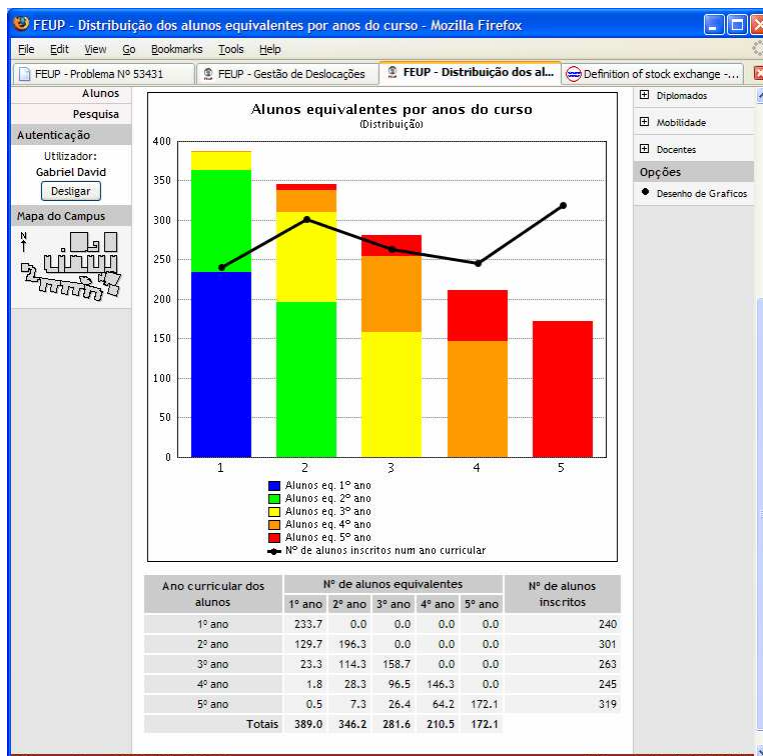 FEUP - Distribuição dos alunos equivalentes por anos do curso - Mozilla Firefox
File Edit View Go Bookmarks Tools Help
FEUP - Problema Nº 53431
FEUP - Gestão de Deslocações
FEUP - Distribuição dos al...
Definition of stock exchange -...
Alunos
Pesquisa
Autenticação
Utilizador:
Gabriel David
Desligar
Mapa do Campus
N
Alunos equivalentes por anos do curso
(Distribuição)
400
350
300
250
200
150
100
50
0
1 2 3 4 5
Alunos eq. 1º ano
Alunos eq. 2º ano
Alunos eq. 3º ano
Alunos eq. 4º ano
Alunos eq. 5º ano
Nº de alunos inscritos num ano curricular
Diplomados
Mobilidade
Docentes
Opções
Desenho de Graficos
Ano curricular dos alunos Nº de alunos equivalentes Nº de alunos inscritos
1º ano 2º ano 3º ano 4º ano 5º ano
1º ano 233.7 0.0 0.0 0.0 0.0 240
2º ano 129.7 196.3 0.0 0.0 0.0 301
3º ano 23.3 114.3 158.7 0.0 0.0 263
4º ano 1.8 28.3 96.5 146.3 0.0 245
5º ano 0.5 7.3 26.4 64.2 172.1 319
Totais 389.0 346.2 281.6 210.5 172.1